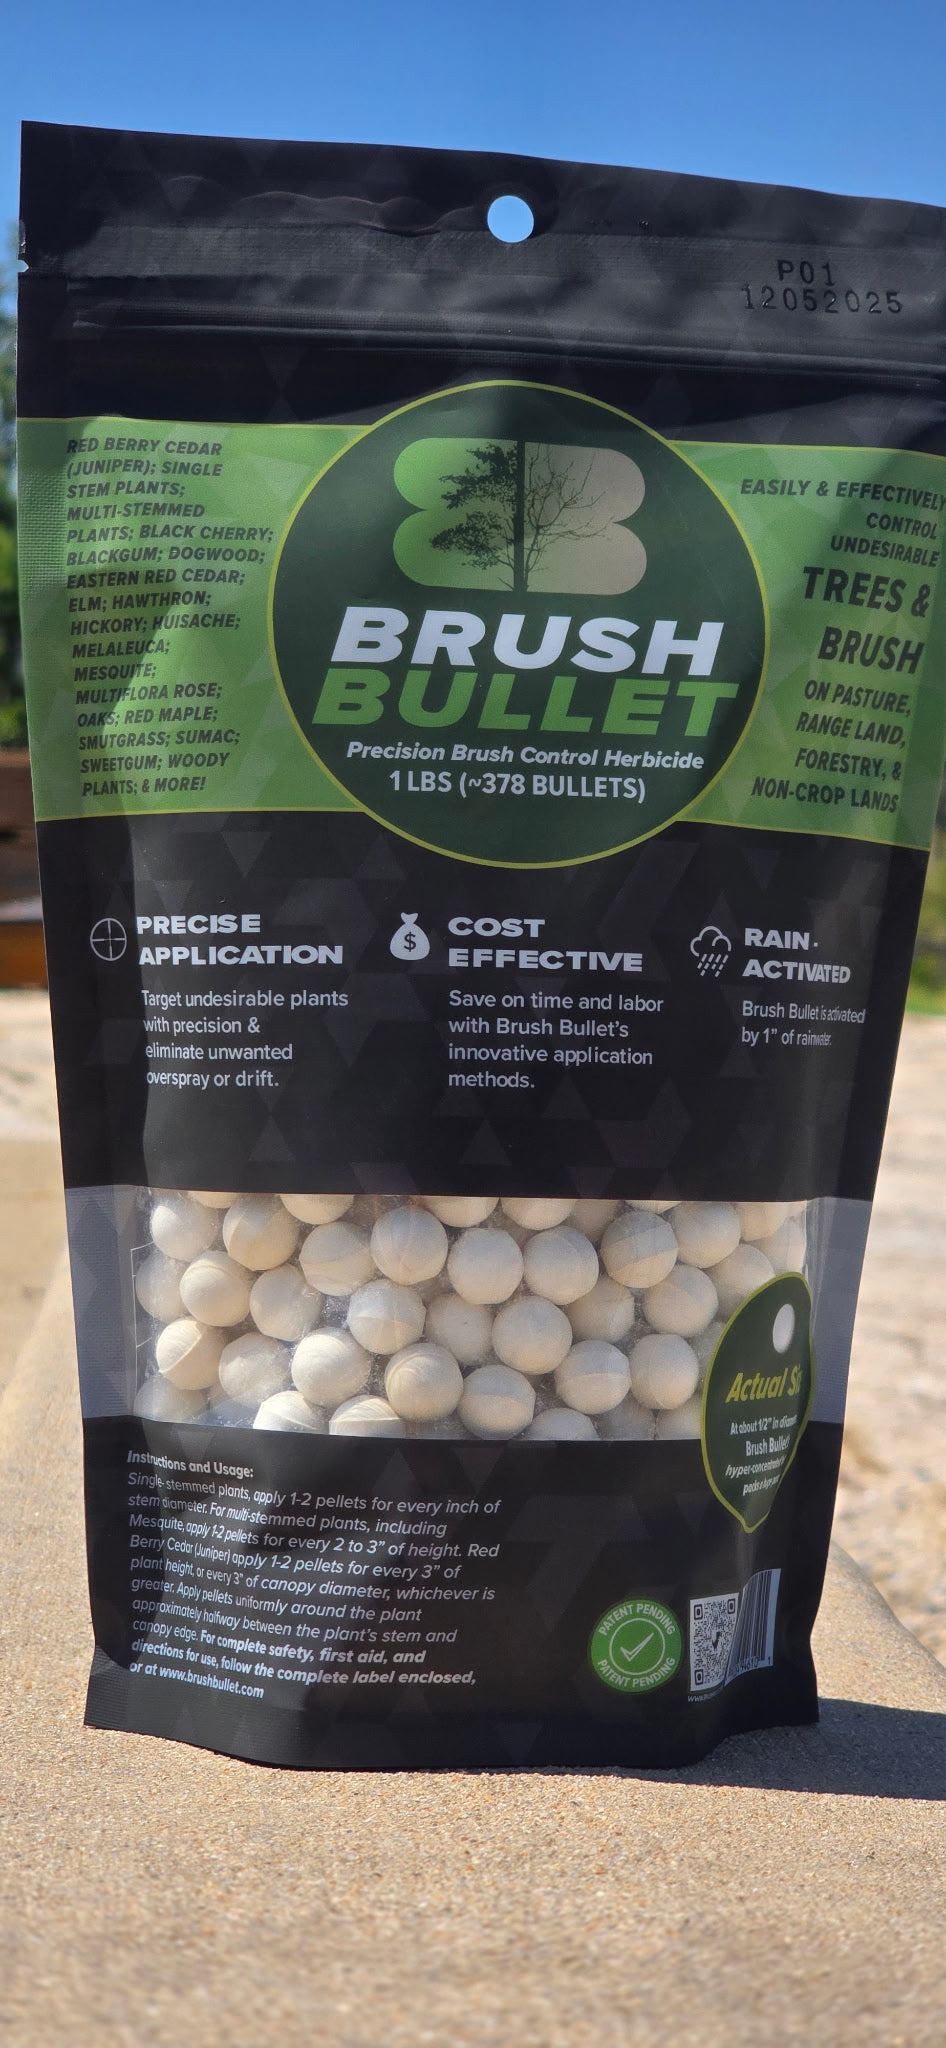 P01
12052025
RED BERRY CEDAR
(JUNIPER); SINGLE
STEM PLANTS;
MULTI-STEMMED
PLANTS; BLACK CHERRY;
BLACKGUM; DOGWOOD;
EASTERN RED CEDAR;
ELM; HAWTHRON;
HICKORY; HUISACHE;
MELALEUCA;
MESQUITE;
MULTIFLORA ROSE;
OAKS; RED MAPLE;
SMUTGRASS; SUMAC;
SWEETGUM; WOODY
PLANTS; & MORE!
BRUSH
BULLET
Precision Brush Control Herbicide
1 LBS (~378 BULLETS)
EASILY & EFFECTIVELY
CONTROL
UNDESIRABLE
TREES &
BRUSH
ON PASTURE,
RANGE LAND,
FORESTRY, &
NON-CROP LANDS
PRECISE
APPLICATION
Target undesirable plants
with precision &
eliminate unwanted
overspray or drift.
$
COST
EFFECTIVE
Save on time and labor
with Brush Bullet's
innovative application
methods.
RAIN-
ACTIVATED
Brush Bullet is activated
by 1" of rainwater.
Actual
At about 1/2" in
Brush Bullet
hyper-concentrated
packs a
Instructions and Usage:
Single-stemmed plants, apply 1-2 pellets for every inch of
stem diameter. For multi-stemmed plants, including
Mesquite, apply 1-2 pellets for every 2 to 3" of height. Red
Berry Cedar (Juniper) apply 1-2 pellets for every 3" of
plant height, or every 3" of canopy diameter, whichever is
greater. Apply pellets uniformly around the plant
approximately halfway between the plant's stem and
canopy edge. For complete safety, first aid, and
directions for use, follow the complete label enclosed,
or at www.brushbullet.com
PATENT PENDING
PATENT PENDING